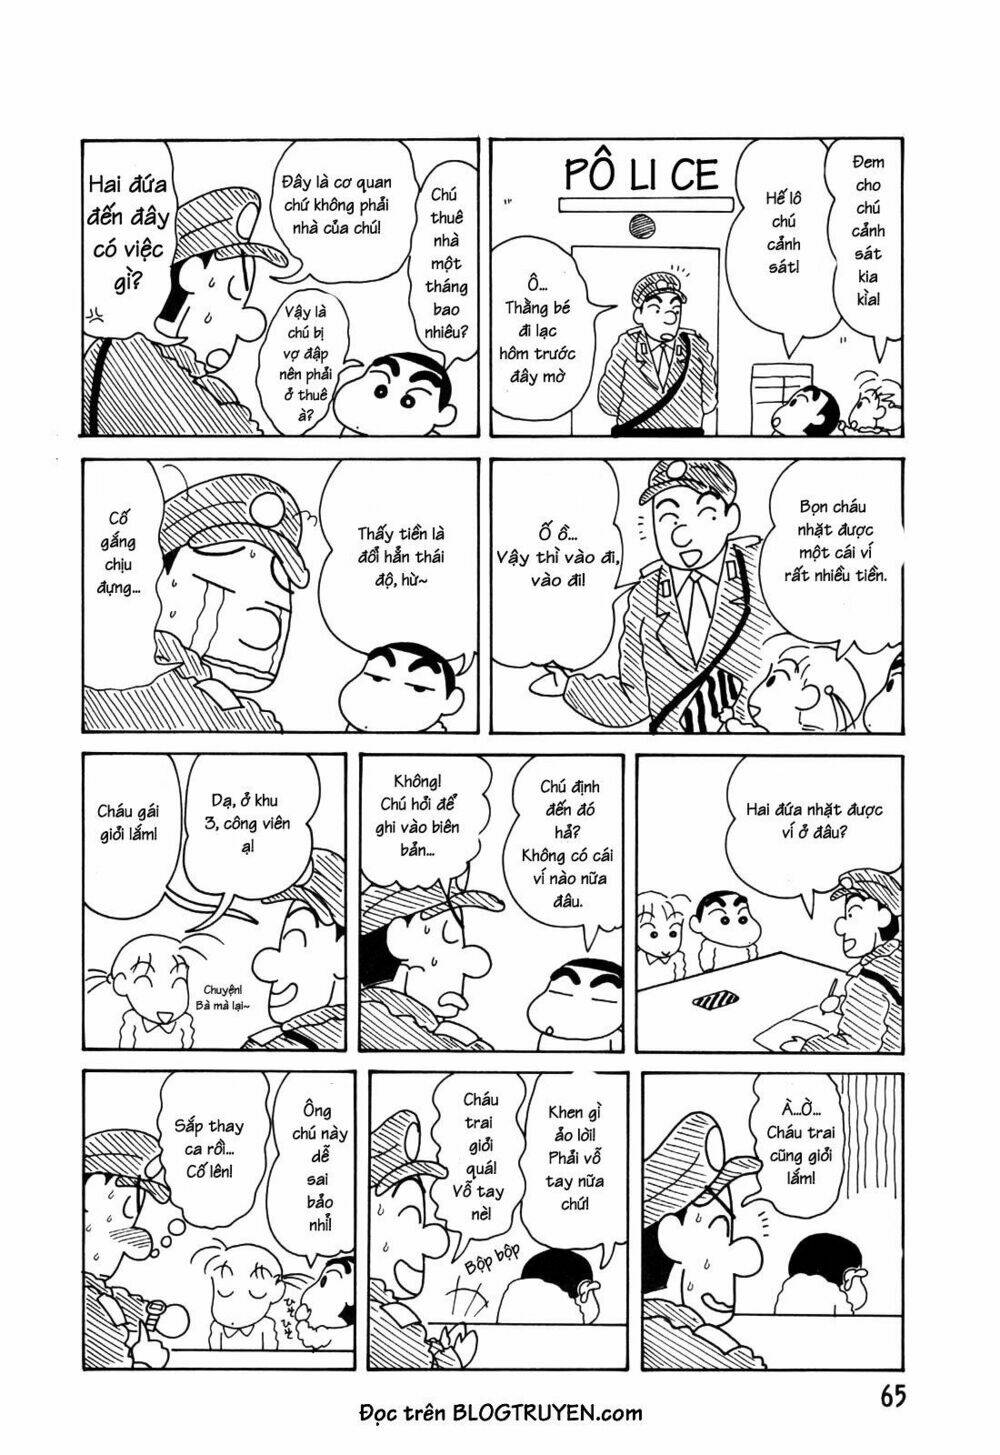 Đem
cho
chú
cảnh
sát
kia
kìa!
Hế lô
chú
cảnh
sát!
PÔ LI CE
Ô...
Thằng bé
đi lạc
hôm trước
đây mờ
Chú
thuê
nhà
một
tháng
bao
nhiêu?
Đây là cơ quan
chứ không phải
nhà của chú!
Vậy là
chú bị
vợ đập
nên phải
ở thuê
à?
Hai đứa
đến đây
có việc
gì?
Bọn cháu
nhặt được
một cái ví
rất nhiều tiền.
Ố ồ...
Vậy thì vào đi,
vào đi!
Thấy tiền là
đổi hẳn thái
độ, hừ~
Cố
gắng
chịu
đựng...
Hai đứa nhặt được
ví ở đâu?
Chú định
đến đó
hả?
Không có cái
ví nào nữa
đâu.
Không!
Chú hỏi để
ghi vào biên
bản...
Dạ, ở khu
3, công viên
ạ!
Cháu gái
giỏi lắm!
Chuyện!
Bà mà lại~
À...Ờ...
Cháu trai
cũng giỏi
lắm!
Khen gì
ảo lòi!
Phải vỗ
tay nữa
chứ!
Cháu
trai
giỏi
quá!
Vỗ tay
nè!
Bộp bộp
Ông
chú này
dễ
sai
bảo
nhỉ!
ひそ
ひそ
Sắp thay
ca rồi...
Cố lên!
65
Đọc trên BLOGTRUYEN.com